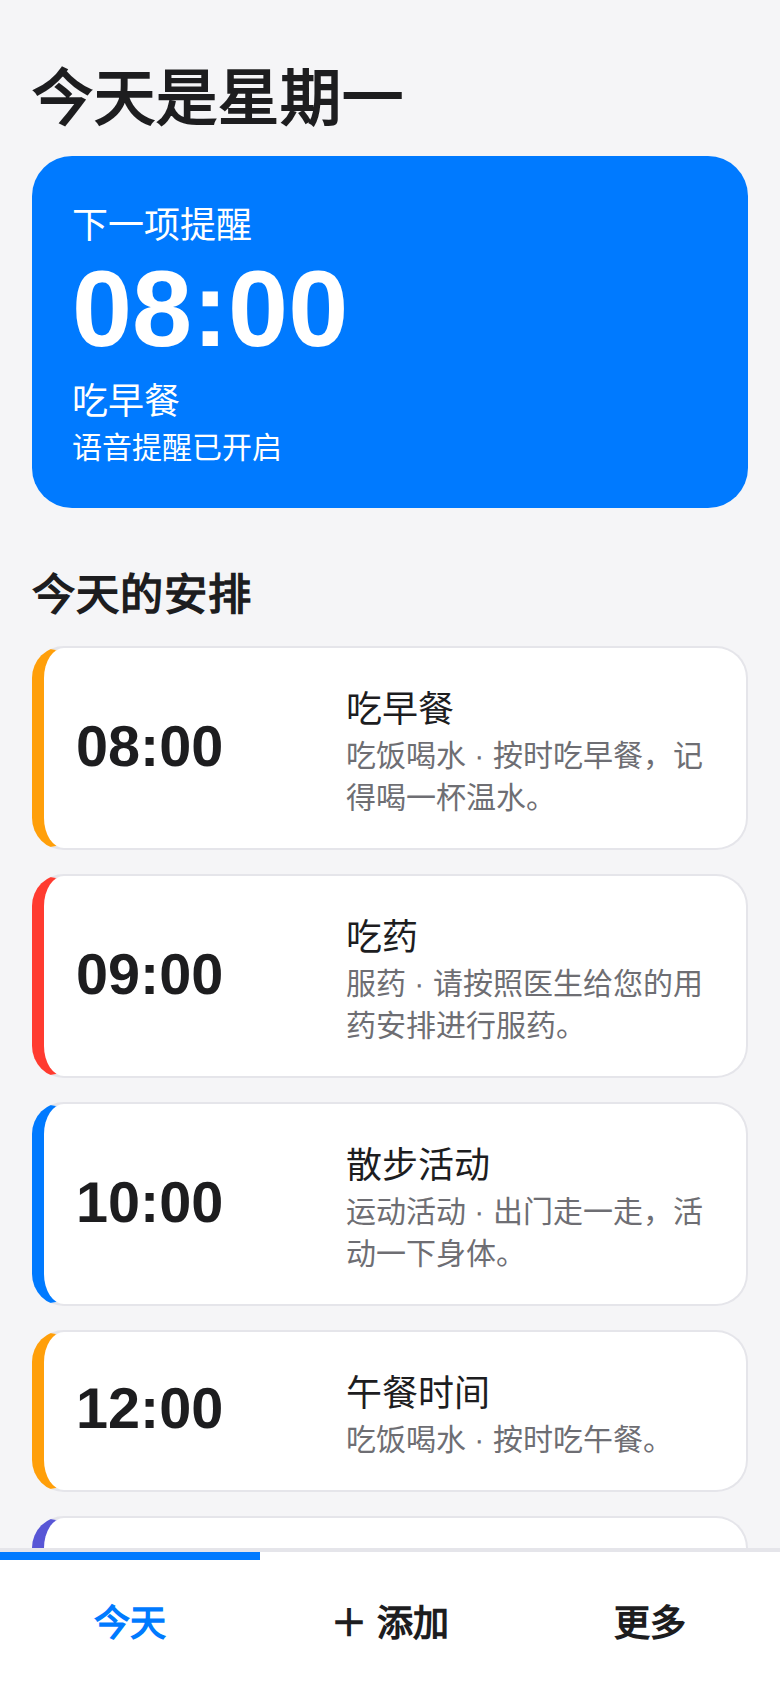 今天是星期一
下一项提醒
08:00
吃早餐
语音提醒已开启
今天的安排
08:00
吃早餐
吃饭喝水 · 按时吃早餐，记
得喝一杯温水。
09:00
吃药
服药 · 请按照医生给您的用
药安排进行服药。
10:00
散步活动
运动活动 · 出门走一走，活
动一下身体。
12:00
午餐时间
吃饭喝水 · 按时吃午餐。
今天
＋ 添加
更多